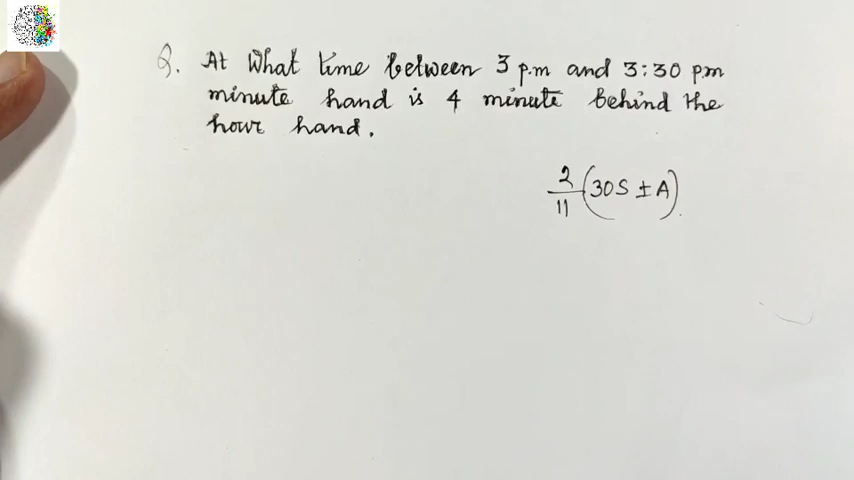 Q. At What time between 3 p.m and 3:30 p.m
minute hand is 4 minute behind the
hour hand.
2/11 (30S ± A)